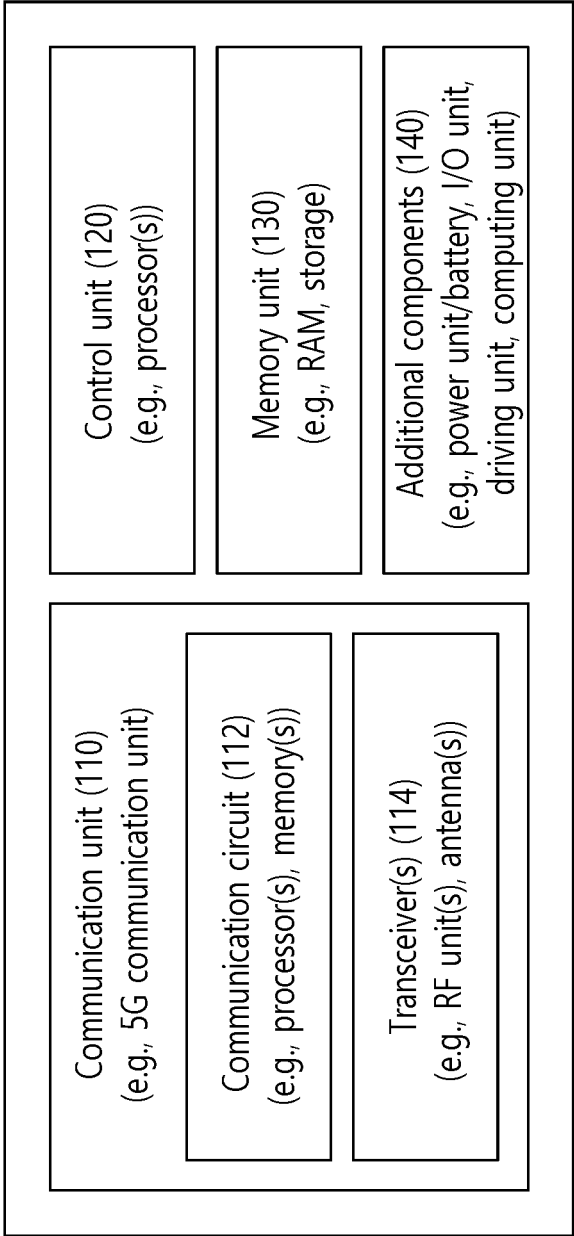 Communication unit (110)
(e.g., 5G communication unit)
Communication circuit (112)
(e.g., processor(s), memory(s))
Transceiver(s) (114)
(e.g., RF unit(s), antenna(s))
Control unit (120)
(e.g., processor(s))
Memory unit (130)
(e.g., RAM, storage)
Additional components (140)
(e.g., power unit/battery, I/O unit,
driving unit, computing unit)